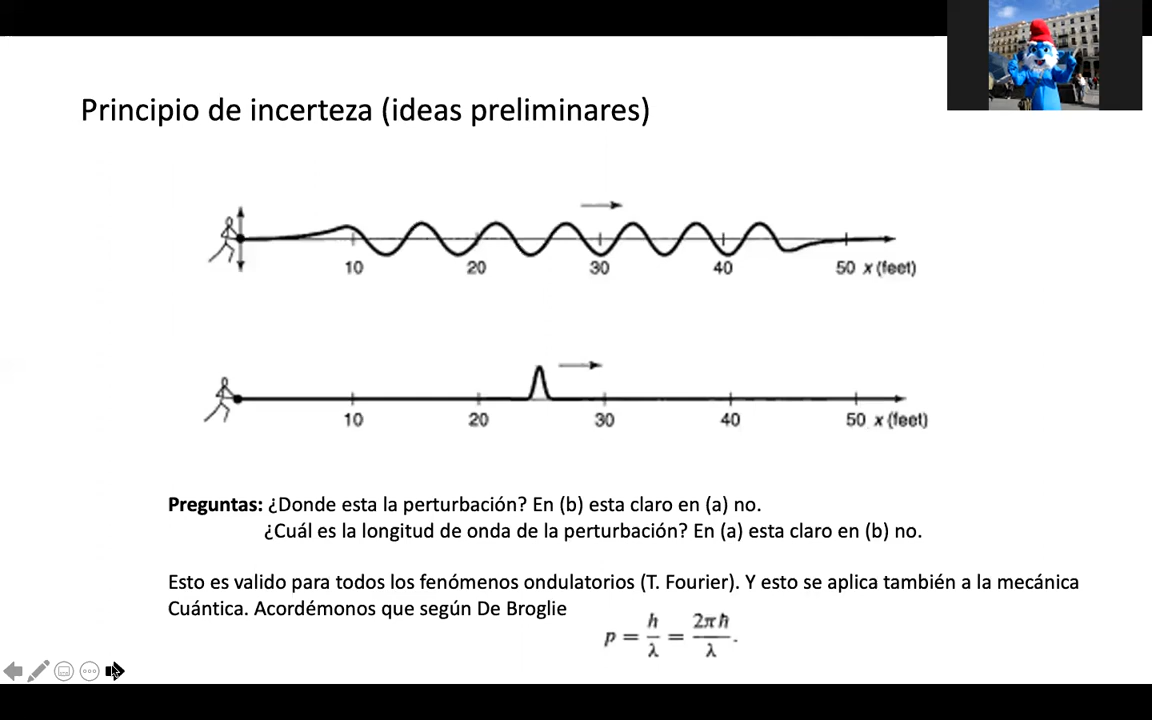 Principio de incerteza (ideas preliminares)
10 20 30 40 50 x (feet)
10 20 30 40 50 x (feet)
Preguntas: ¿Donde esta la perturbación? En (b) esta claro en (a) no.
¿Cuál es la longitud de onda de la perturbación? En (a) esta claro en (b) no.
Esto es valido para todos los fenómenos ondulatorios (T. Fourier). Y esto se aplica también a la mecánica
Cuántica. Acordémonos que según De Broglie
p = h/λ = 2πħ/λ.